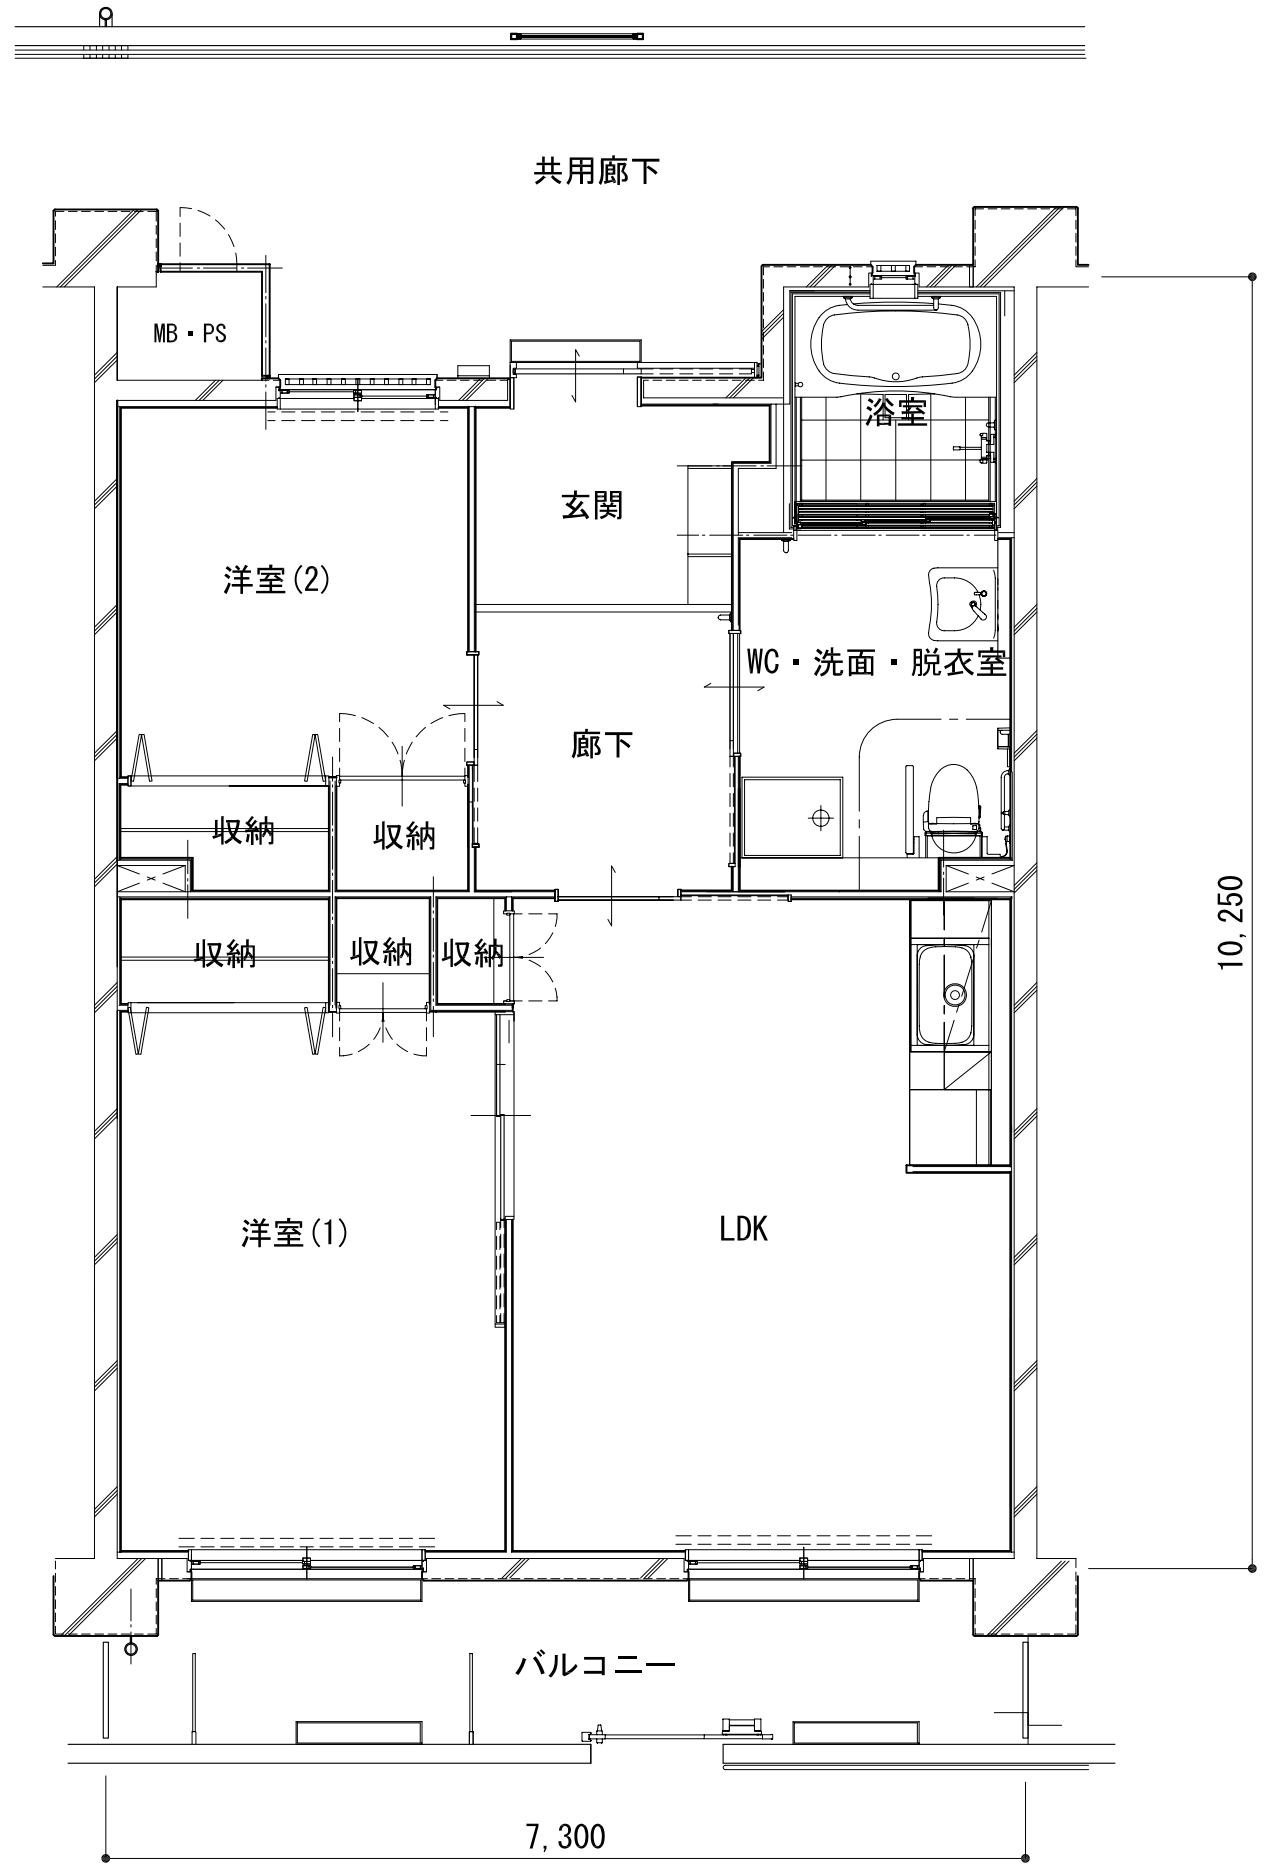 共用廊下
MB・PS
浴室
玄関
洋室(2)
WC・洗面・脱衣室
廊下
収納
収納
10,250
収納
収納
収納
洋室(1)
LDK
バルコニー
7,300